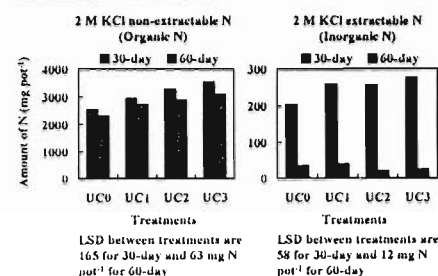 2 M KCl non-extractable N
(Organic N)
30-day 60-day
Amount of N (mg pot-1)
4000
3000
2000
1000
0
UC0 UC1 UC2 UC3
Treatments
LSD between treatments are
165 for 30-day and 63 mg N
pot-1 for 60-day
2 M KCl extractable N
(Inorganic N)
30-day 60-day
300
200
100
0
UC0 UC1 UC2 UC3
Treatments
LSD between treatments are
58 for 30-day and 12 mg N
pot-1 for 60-day